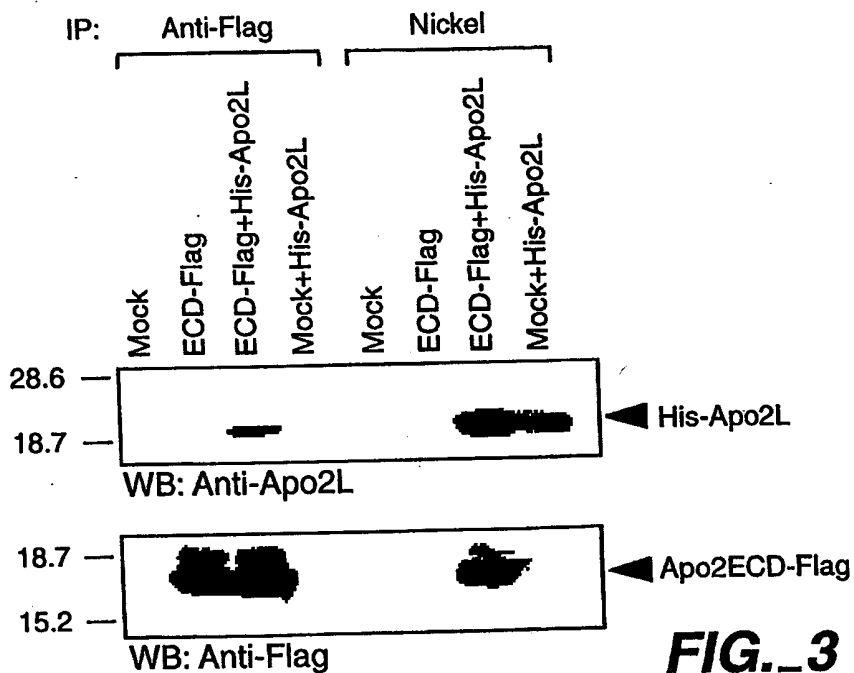 IP: Anti-Flag Nickel
Mock
ECD-Flag
ECD-Flag+His-Apo2L
Mock+His-Apo2L
Mock
ECD-Flag
ECD-Flag+His-Apo2L
Mock+His-Apo2L
28.6
18.7
His-Apo2L
WB: Anti-Apo2L
18.7
15.2
Apo2ECD-Flag
WB: Anti-Flag
FIG._3